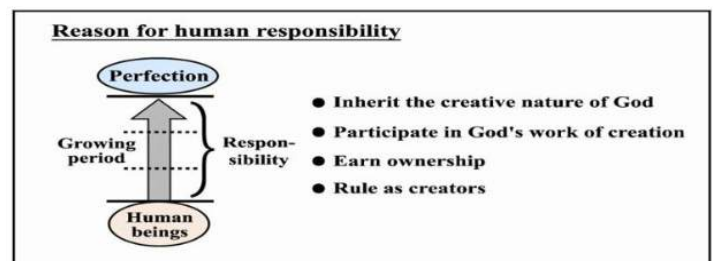 Reason for human responsibility
Perfection
Growing
period
Respon-
sibility
Human
beings
● Inherit the creative nature of God
● Participate in God's work of creation
● Earn ownership
● Rule as creators